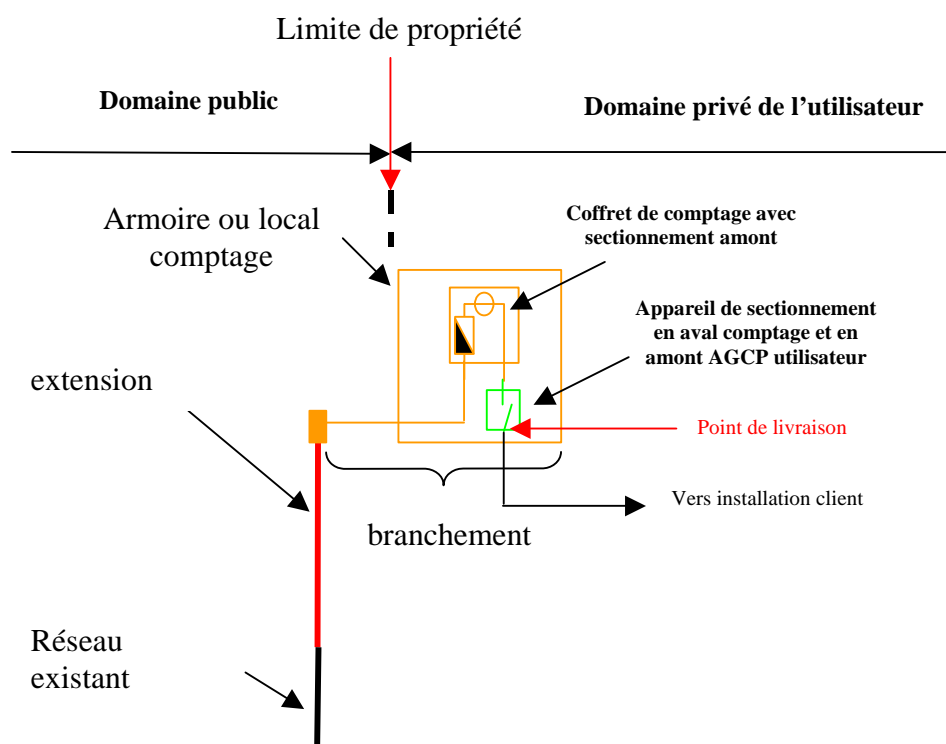 Limite de propriété
Domaine public
Domaine privé de l’utilisateur
Armoire ou local
comptage
Coffret de comptage avec
sectionnement amont
Appareil de sectionnement
en aval comptage et en
amont AGCP utilisateur
extension
Point de livraison
Vers installation client
branchement
Réseau
existant